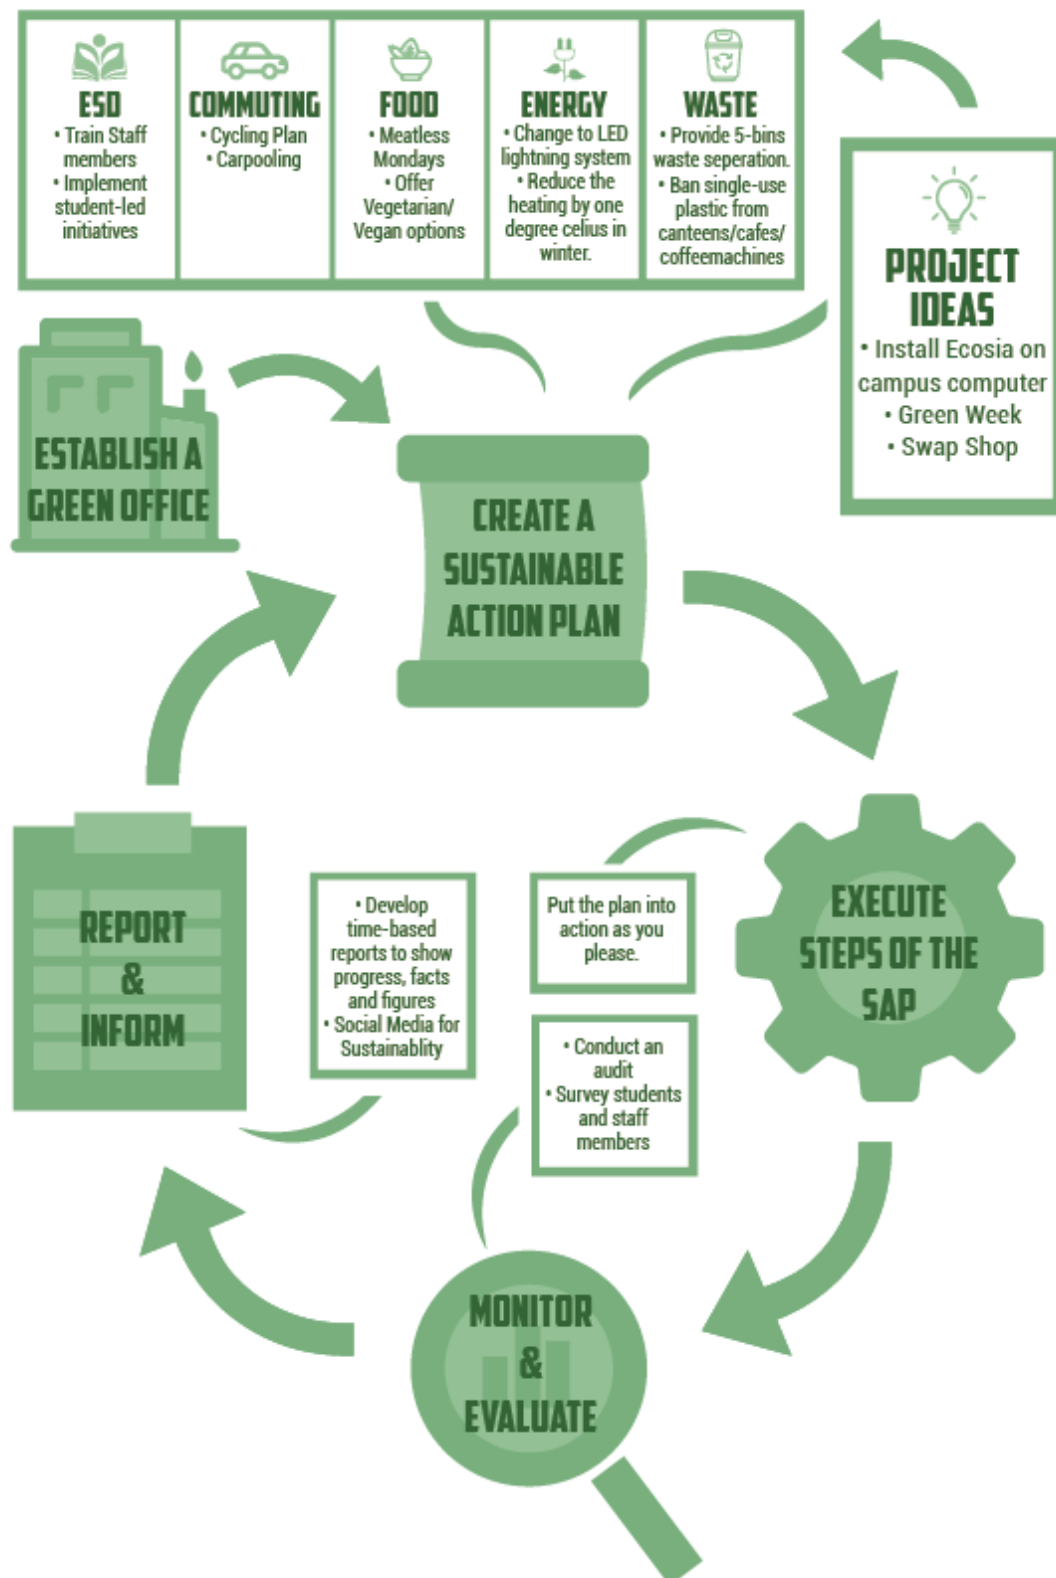 ESD
• Train Staff
members
• Implement
student-led
initiatives
COMMUTING
• Cycling Plan
• Carpooling
FOOD
• Meatless
Mondays
• Offer
Vegetarian/
Vegan options
ENERGY
• Change to LED
lightning system
• Reduce the
heating by one
degree celius in
winter.
WASTE
• Provide 5-bins
waste seperation.
• Ban single-use
plastic from
canteens/cafes/
coffeemachines
PROJECT
IDEAS
• Install Ecosia on
campus computer
• Green Week
• Swap Shop
ESTABLISH A
GREEN OFFICE
CREATE A
SUSTAINABLE
ACTION PLAN
EXECUTE
STEPS OF THE
SAP
Put the plan into
action as you
please.
• Conduct an
audit
• Survey students
and staff
members
MONITOR
&
EVALUATE
• Develop
time-based
reports to show
progress, facts
and figures
• Social Media for
Sustainablity
REPORT
&
INFORM